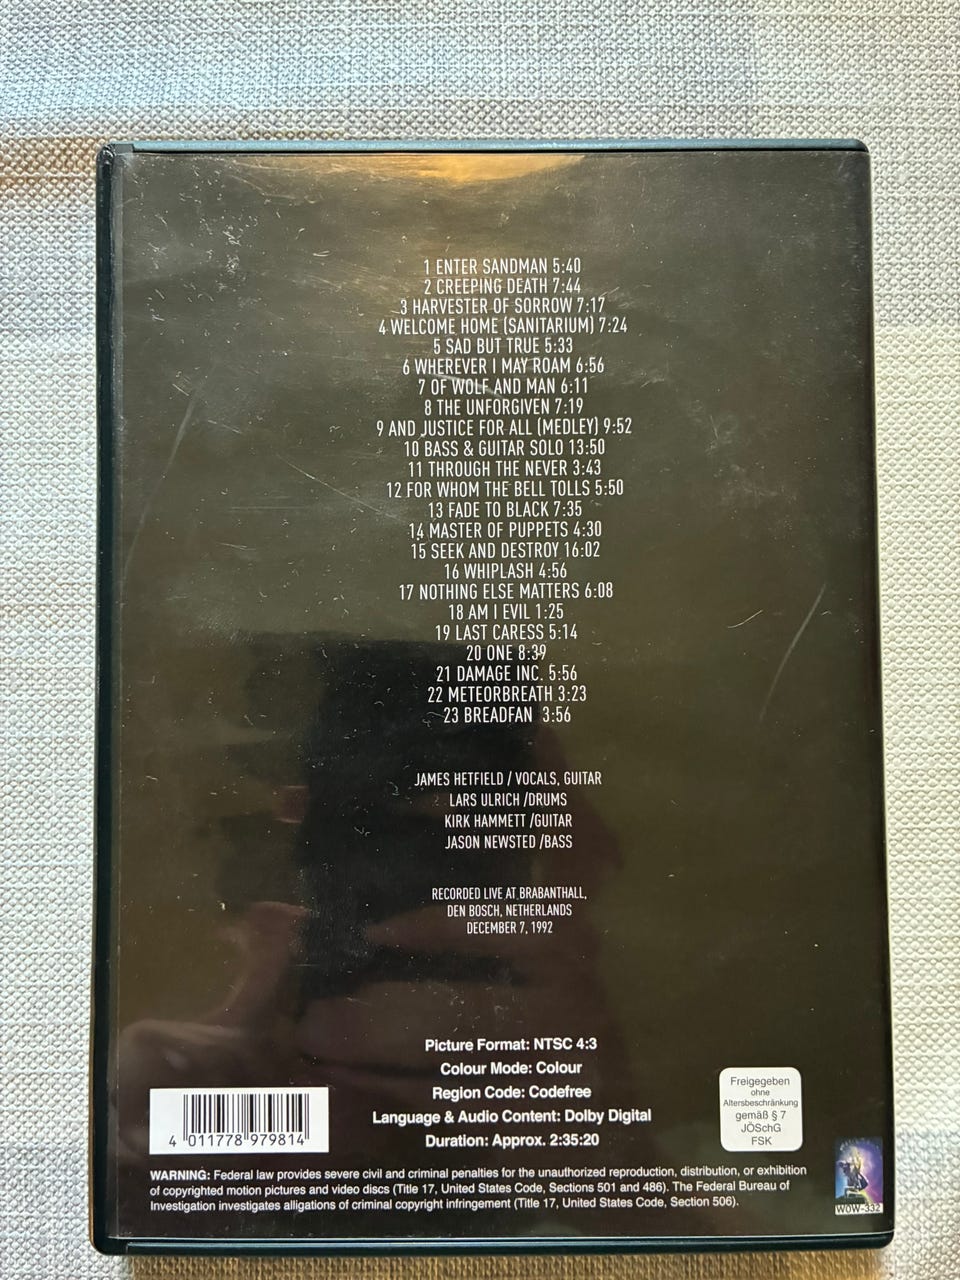 1 ENTER SANDMAN 5:40
2 CREEPING DEATH 7:44
3 HARVESTER OF SORROW 7:17
4 WELCOME HOME (SANITARIUM) 7:24
5 SAD BUT TRUE 5:33
6 WHEREVER I MAY ROAM 6:56
7 OF WOLF AND MAN 6:11
8 THE UNFORGIVEN 7:19
9 AND JUSTICE FOR ALL (MEDLEY) 9:52
10 BASS & GUITAR SOLO 13:50
11 THROUGH THE NEVER 3:43
12 FOR WHOM THE BELL TOLLS 5:50
13 FADE TO BLACK 7:35
14 MASTER OF PUPPETS 4:30
15 SEEK AND DESTROY 16:02
16 WHIPLASH 4:56
17 NOTHING ELSE MATTERS 6:08
18 AM I EVIL 1:25
19 LAST CARESS 5:14
20 ONE 8:39
21 DAMAGE INC. 5:56
22 METEORBREATH 3:23
23 BREADFAN 3:56
JAMES HETFIELD / VOCALS, GUITAR
LARS ULRICH /DRUMS
KIRK HAMMETT /GUITAR
JASON NEWSTED /BASS
RECORDED LIVE AT BRABANTHALL,
DEN BOSCH, NETHERLANDS
DECEMBER 7, 1992
Picture Format: NTSC 4:3
Colour Mode: Colour
Region Code: Codefree
Language & Audio Content: Dolby Digital
Duration: Approx. 2:35:20
4 011778 979814
Freigegeben
ohne
Altersbeschränkung
gemäß § 7
JÖSchG
FSK
WARNING: Federal law provides severe civil and criminal penalties for the unauthorized reproduction, distribution, or exhibition
of copyrighted motion pictures and video discs (Title 17, United States Code, Sections 501 and 486). The Federal Bureau of
Investigation investigates alligations of criminal copyright infringement (Title 17, United States Code, Section 506).
WOW-332